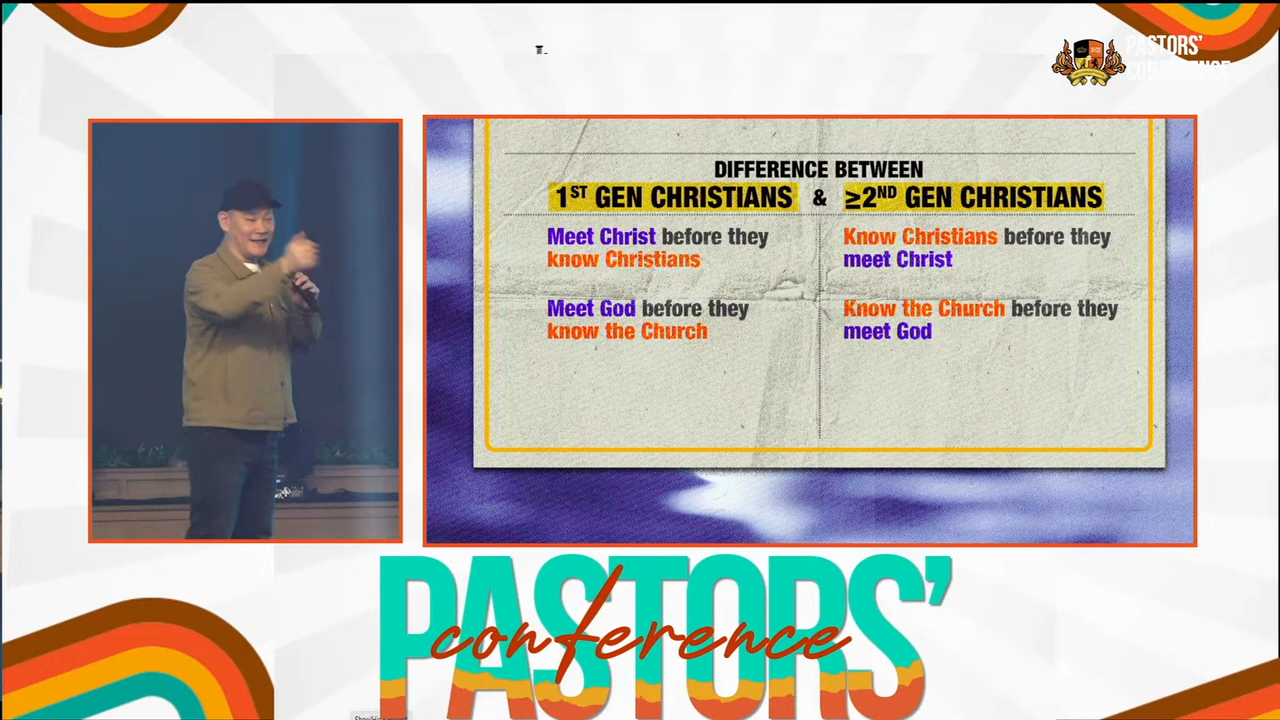 PASTORS’
CONFERENCE
DIFFERENCE BETWEEN
1ST GEN CHRISTIANS & ≥2ND GEN CHRISTIANS
Meet Christ before they
know Christians
Know Christians before they
meet Christ
Meet God before they
know the Church
Know the Church before they
meet God
PASTORS’
conference